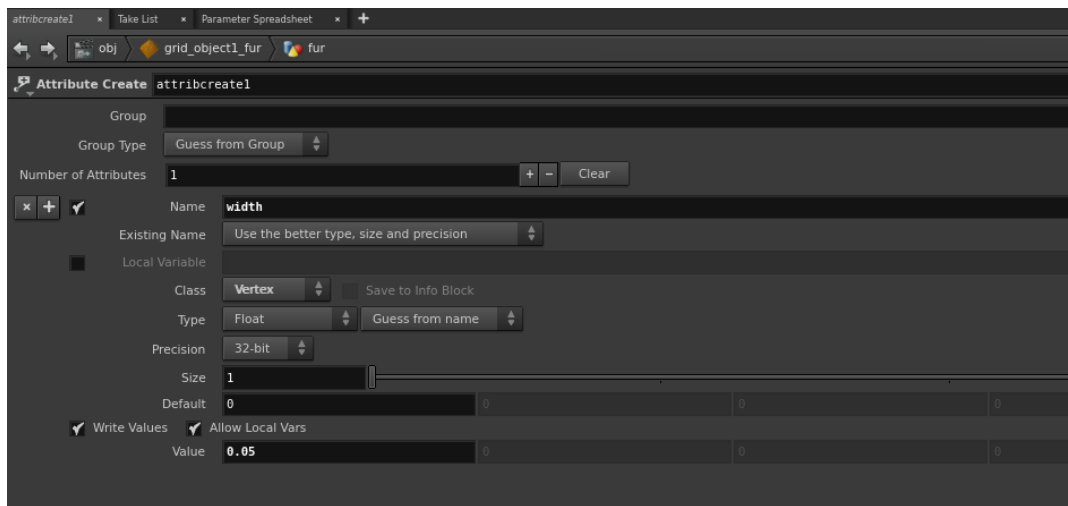 attribcreate1 × Take List × Parameter Spreadsheet × +
obj grid_object1_fur fur
Attribute Create attribcreate1
Group
Group Type Guess from Group
Number of Attributes 1 + - Clear
× + Name width
Existing Name Use the better type, size and precision
Local Variable
Class Vertex Save to Info Block
Type Float Guess from name
Precision 32-bit
Size 1
Default 0 0 0 0
Write Values Allow Local Vars
Value 0.05 0 0 0